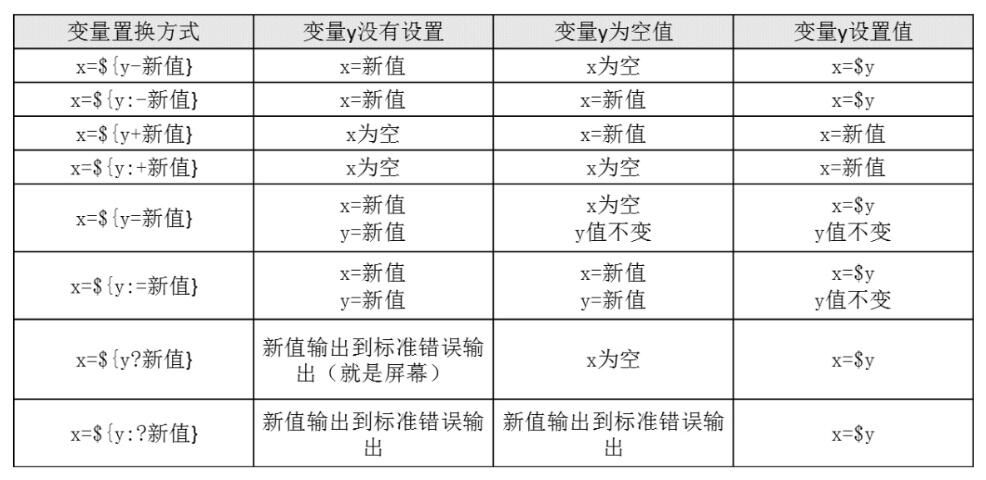 变量置换方式 变量y没有设置 变量y为空值 变量y设置值
x=${y-新值} x=新值 x为空 x=$y
x=${y:-新值} x=新值 x=新值 x=$y
x=${y+新值} x为空 x=新值 x=新值
x=${y:+新值} x为空 x为空 x=新值
x=${y=新值} x=新值 x为空 x=$y
y=新值 y值不变 y值不变
x=${y:=新值} x=新值 x=新值 x=$y
y=新值 y=新值 y值不变
x=${y?新值} 新值输出到标准错误输 x为空 x=$y
出（就是屏幕）
x=${y:?新值} 新值输出到标准错误输 新值输出到标准错误输 x=$y
出 出